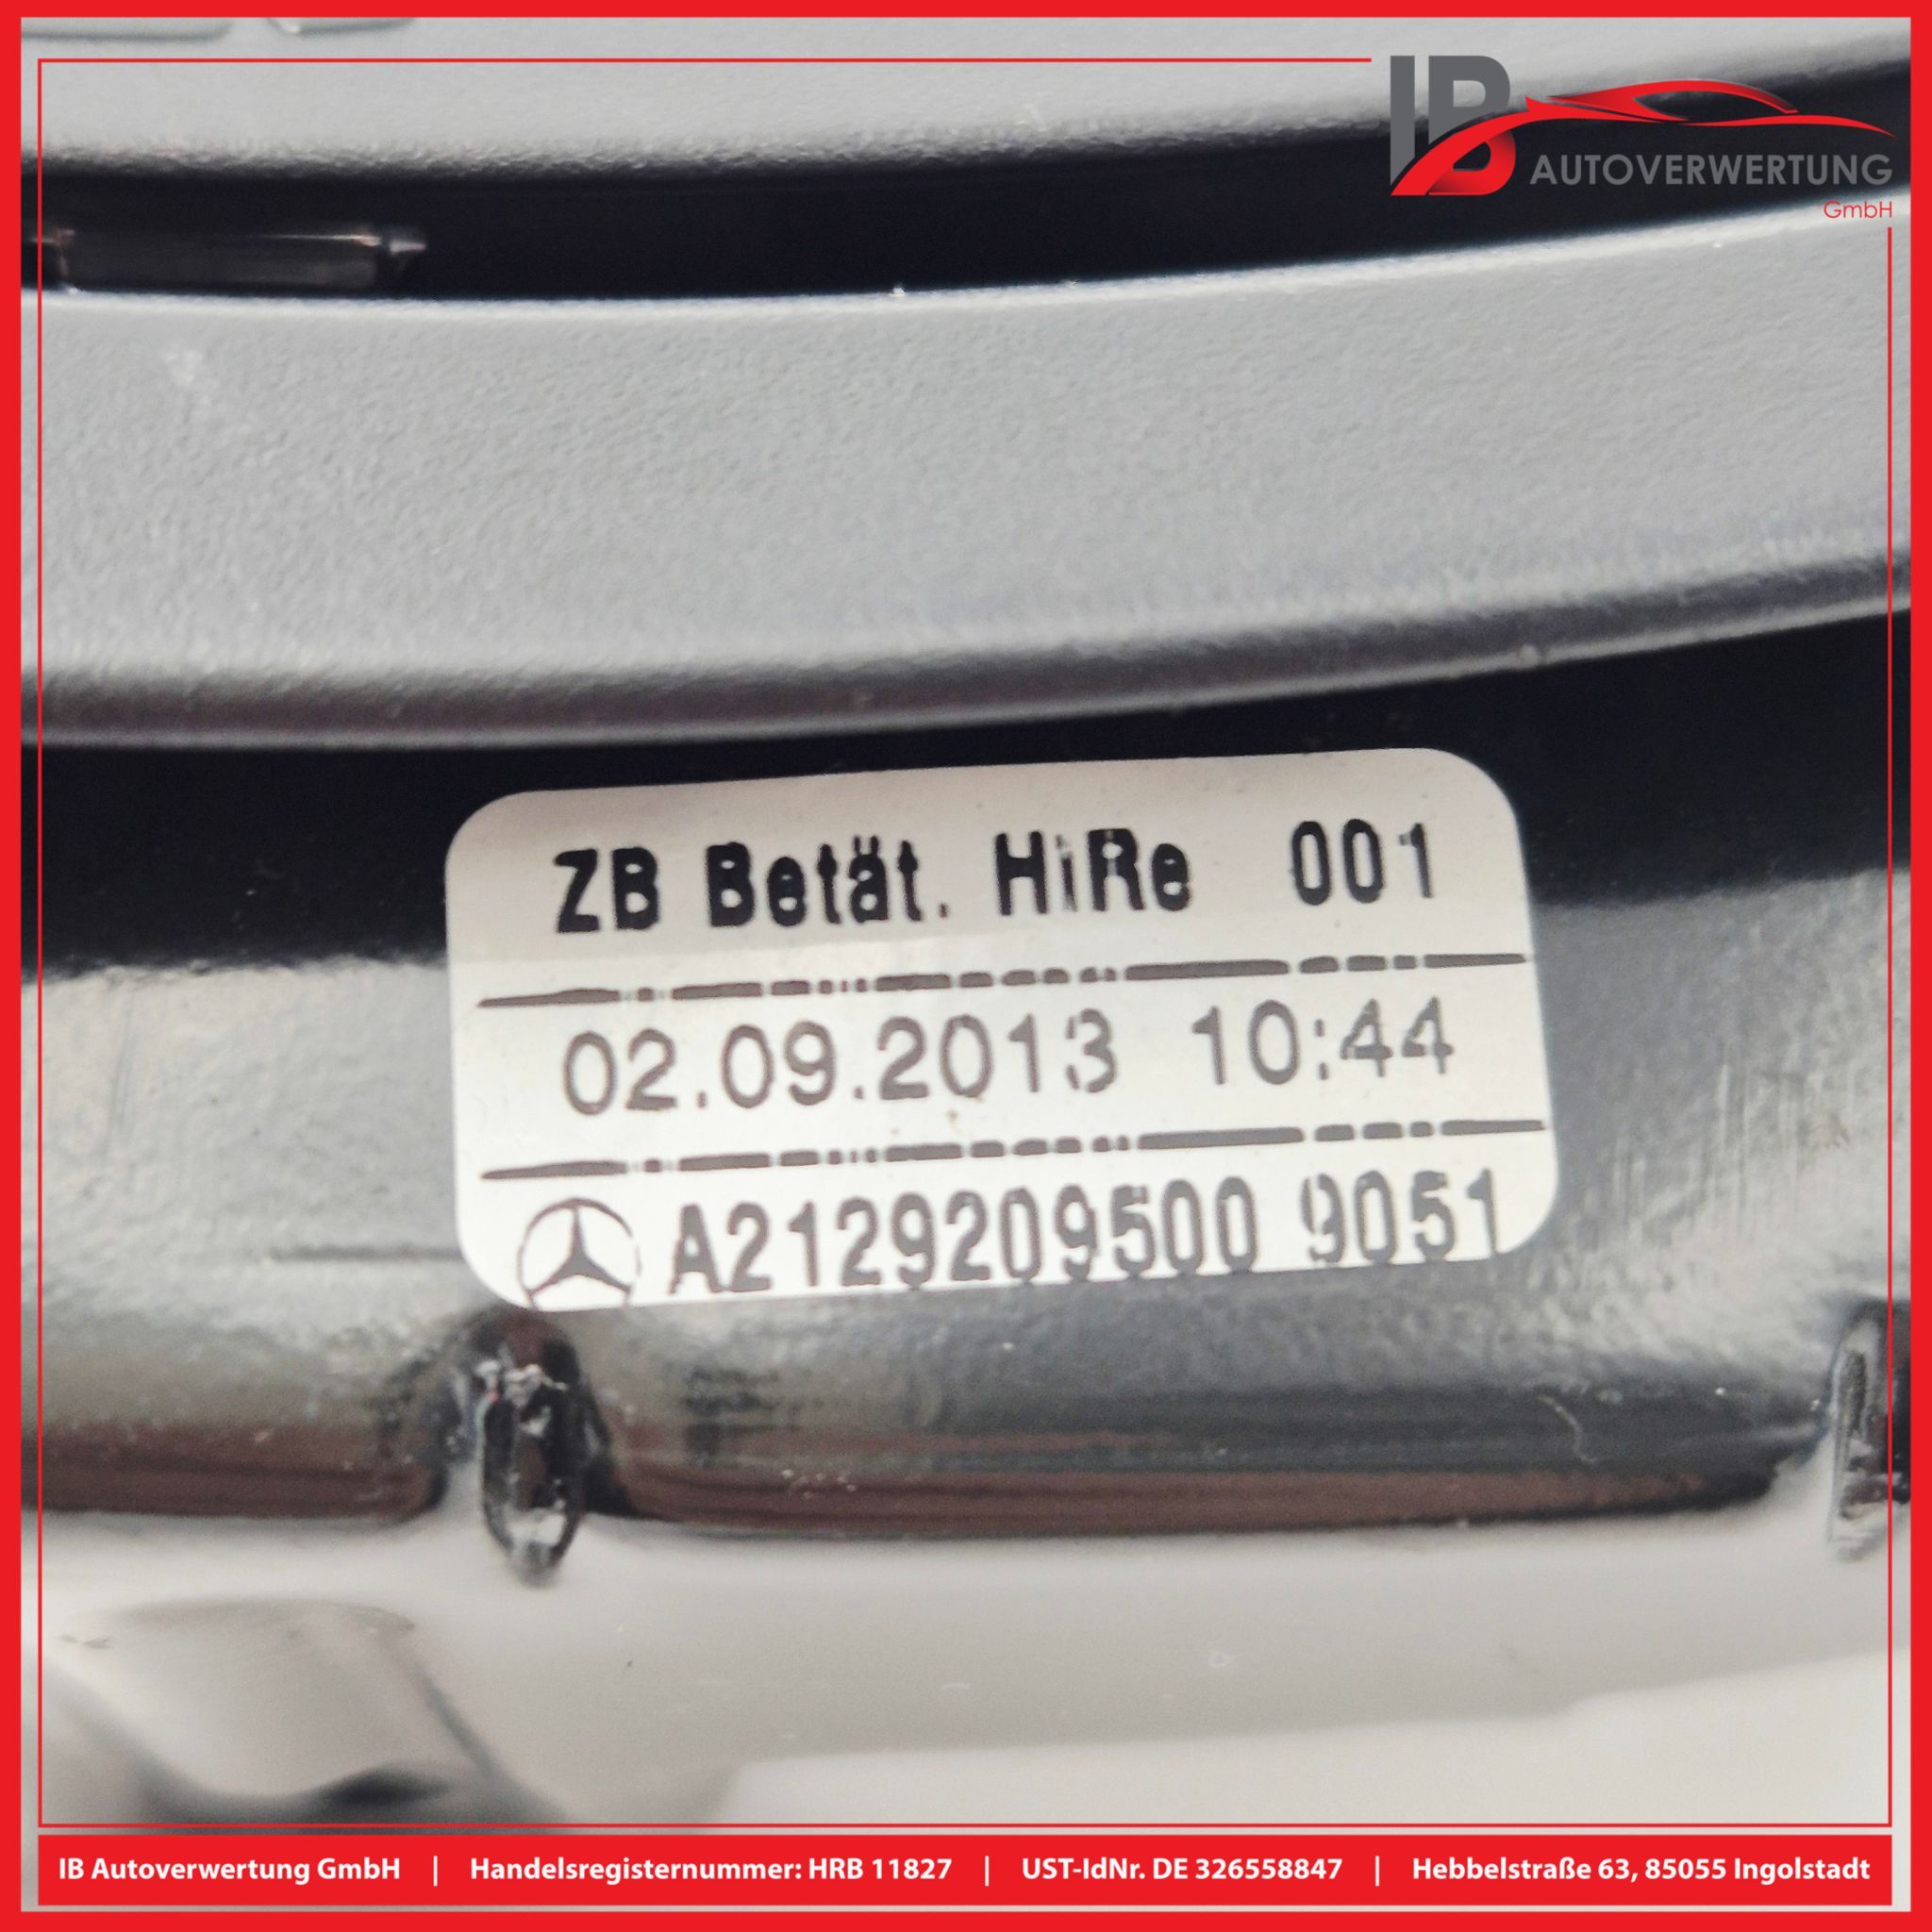 IB AUTOVERWERTUNG
GmbH
ZB Betät. HiRe 001
02.09.2013 10:44
A2129209500 9051
IB Autoverwertung GmbH | Handelsregisternummer: HRB 11827 | UST-IdNr. DE 326558847 | Hebbelstraße 63, 85055 Ingolstadt